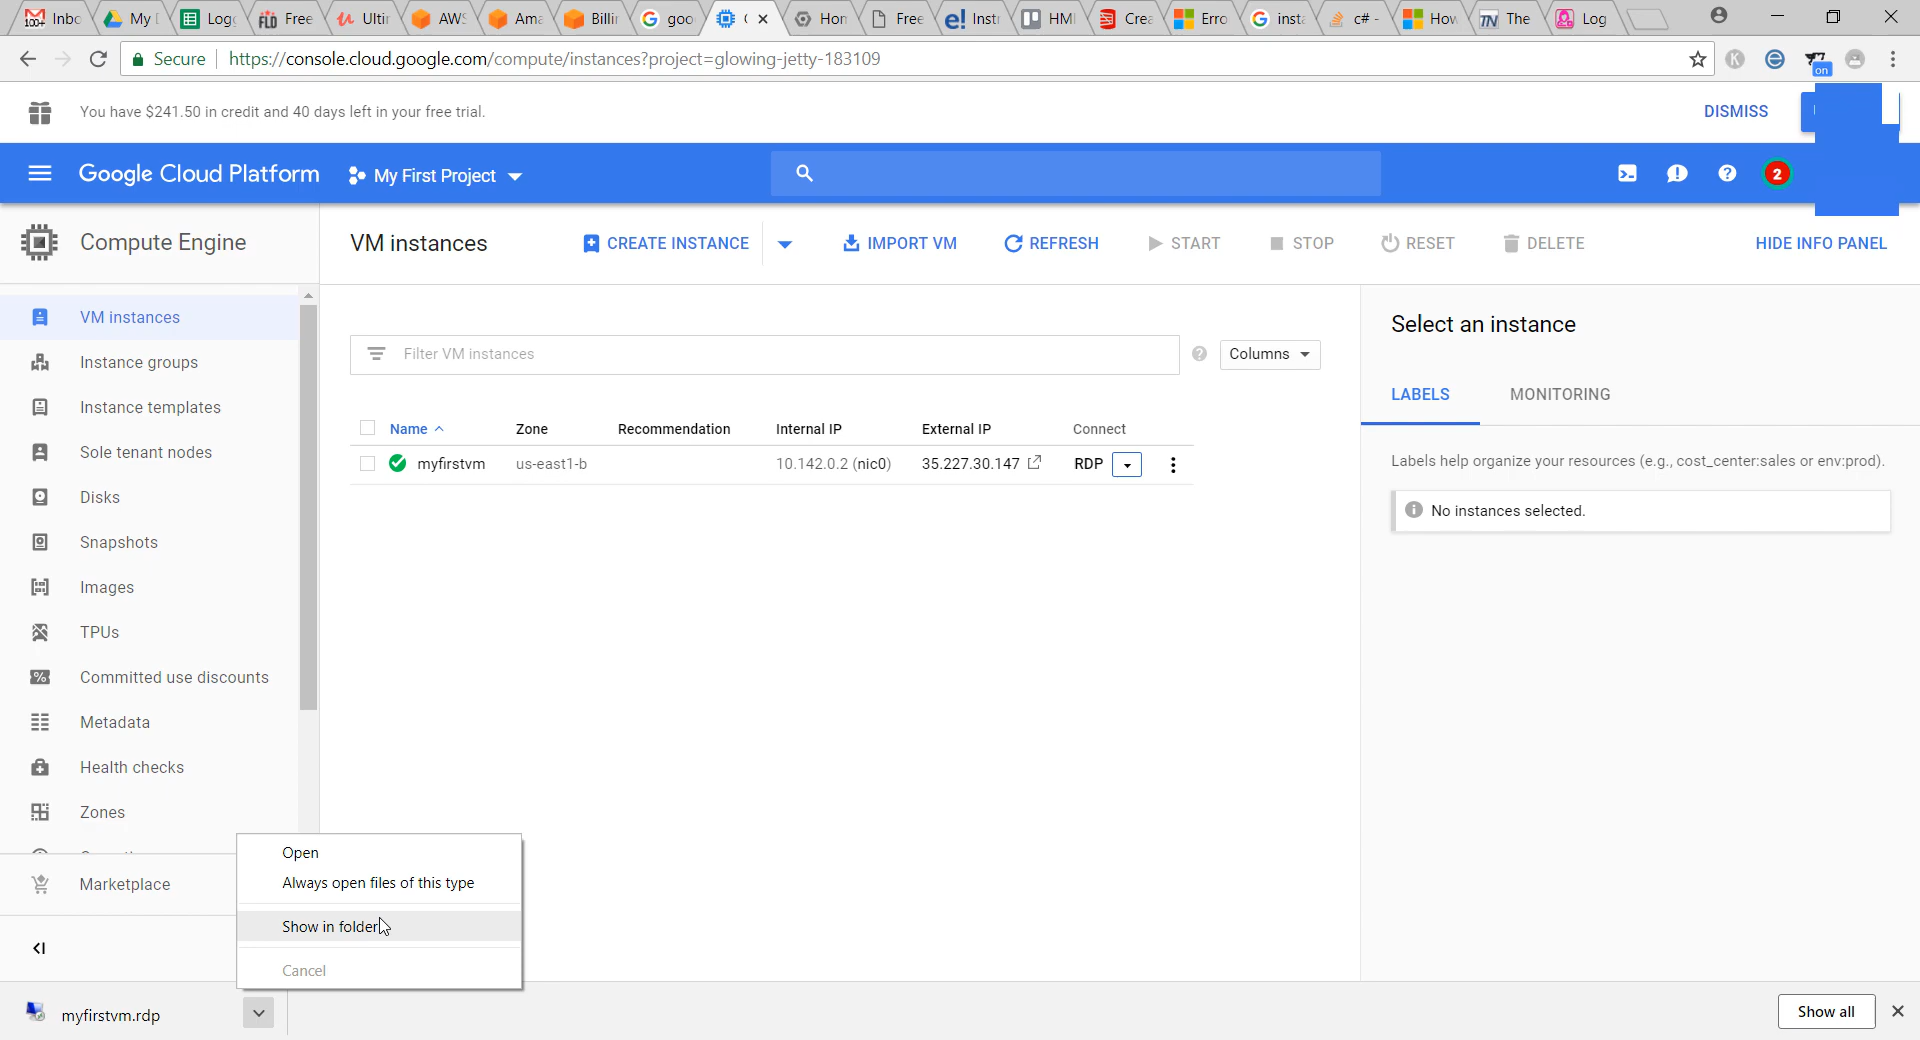 100+ Inbc
My I
Log
FLD Free
Ultir
AWS
Ama
Billir
goo
Hon
Free
e! Instr
HMI
Crea
Erro
insta
c# -
How
TN The
Log
Secure
https://console.cloud.google.com/compute/instances?project=glowing-jetty-183109
K
on
You have $241.50 in credit and 40 days left in your free trial.
DISMISS
Google Cloud Platform
My First Project
2
Compute Engine
VM instances
CREATE INSTANCE
IMPORT VM
REFRESH
START
STOP
RESET
DELETE
HIDE INFO PANEL
VM instances
Instance groups
Instance templates
Sole tenant nodes
Disks
Snapshots
Images
TPUs
Committed use discounts
Metadata
Health checks
Zones
Marketplace
Filter VM instances
Columns
Name Zone Recommendation Internal IP External IP Connect
myfirstvm us-east1-b 10.142.0.2 (nic0) 35.227.30.147 RDP
Select an instance
LABELS
MONITORING
Labels help organize your resources (e.g., cost_center:sales or env:prod).
No instances selected.
Open
Always open files of this type
Show in folder
Cancel
myfirstvm.rdp
Show all